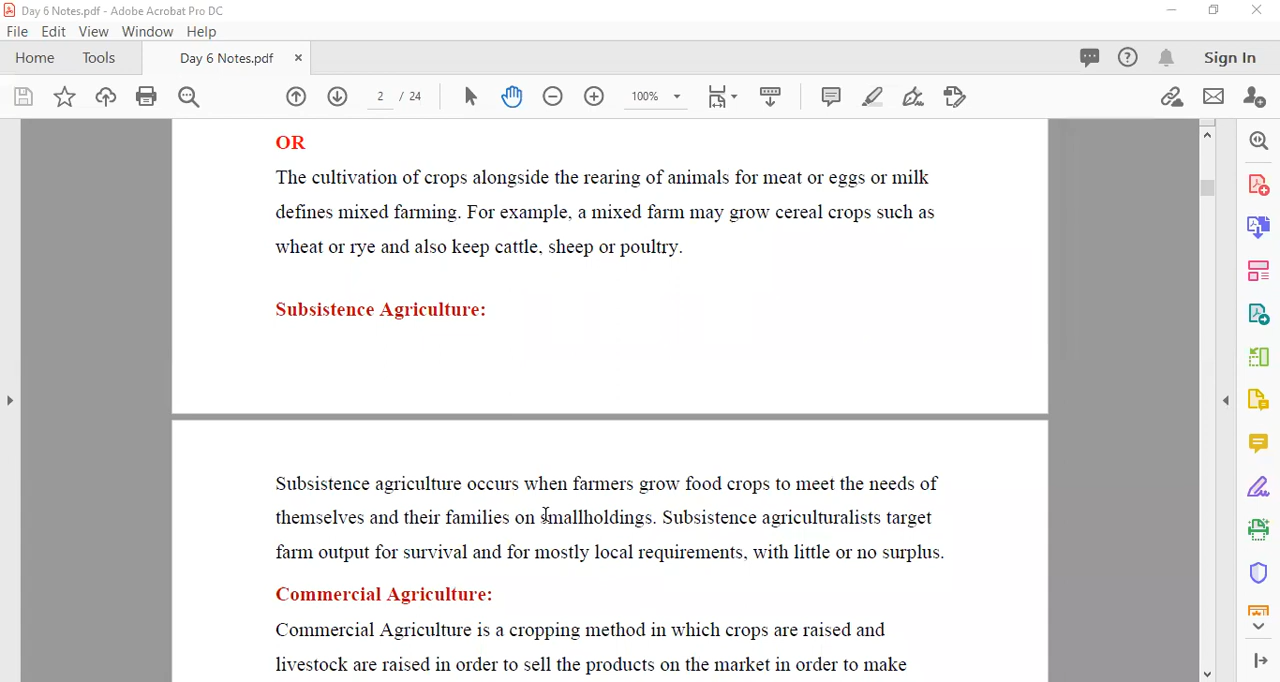 Day 6 Notes.pdf - Adobe Acrobat Pro DC
File Edit View Window Help
Home Tools Day 6 Notes.pdf × Sign In
2 / 24 100%
OR
The cultivation of crops alongside the rearing of animals for meat or eggs or milk
defines mixed farming. For example, a mixed farm may grow cereal crops such as
wheat or rye and also keep cattle, sheep or poultry.
Subsistence Agriculture:
Subsistence agriculture occurs when farmers grow food crops to meet the needs of
themselves and their families on smallholdings. Subsistence agriculturalists target
farm output for survival and for mostly local requirements, with little or no surplus.
Commercial Agriculture:
Commercial Agriculture is a cropping method in which crops are raised and
livestock are raised in order to sell the products on the market in order to make